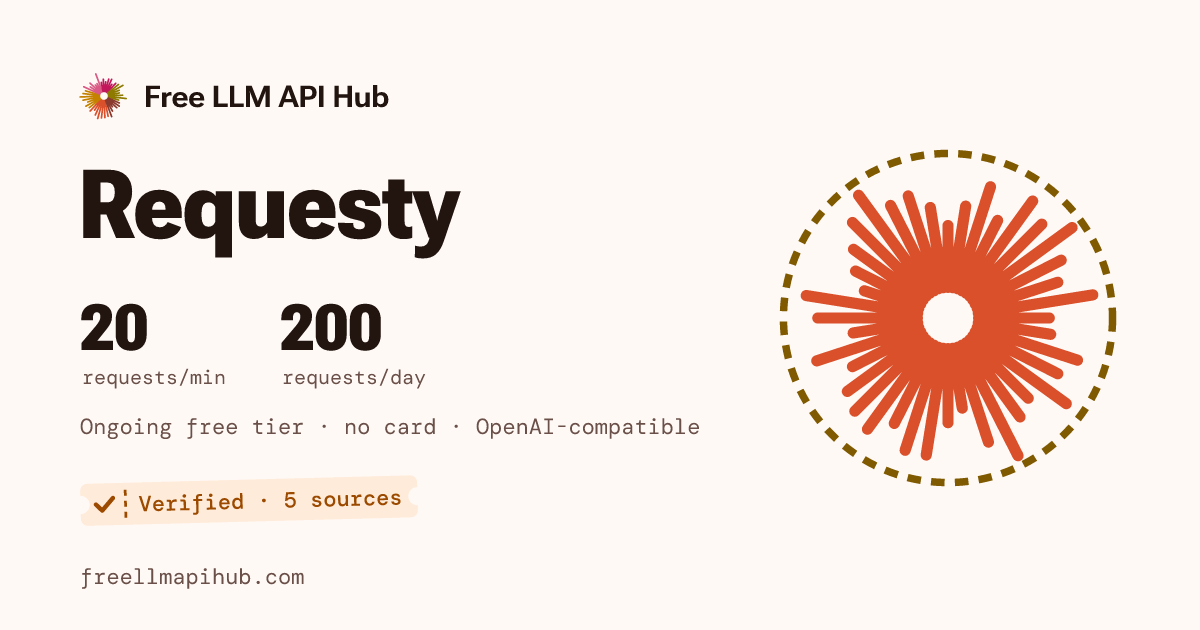 Free LLM API Hub
Requesty
20 200
requests/min requests/day
Ongoing free tier · no card · OpenAI-compatible
Verified · 5 sources
freellmapihub.com